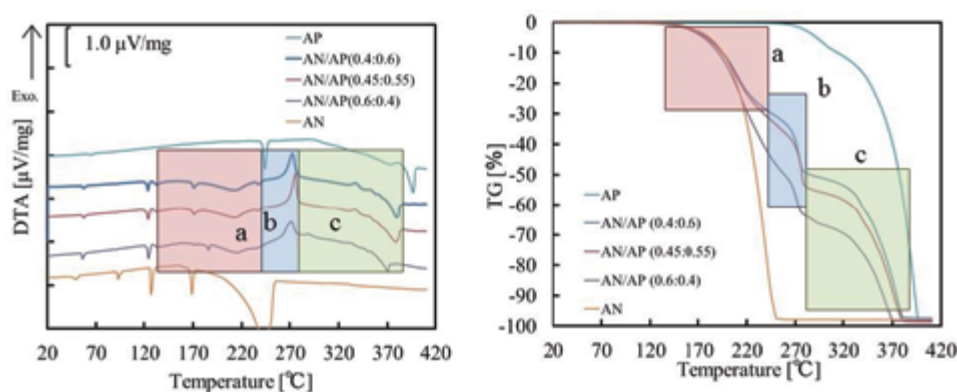 1.0 μV/mg
Exo.
DTA [μV/mg]
AP
AN/AP(0.4:0.6)
AN/AP(0.45:0.55)
AN/AP(0.6:0.4)
AN
a
b
c
20 70 120 170 220 270 320 370 420
Temperature [℃]
0
-10
-20
-30
-40
-50
-60
-70
-80
-90
-100
TG [%]
a
b
c
AP
AN/AP (0.4:0.6)
AN/AP (0.45:0.55)
AN/AP (0.6:0.4)
AN
20 70 120 170 220 270 320 370 420
Temperature [℃]